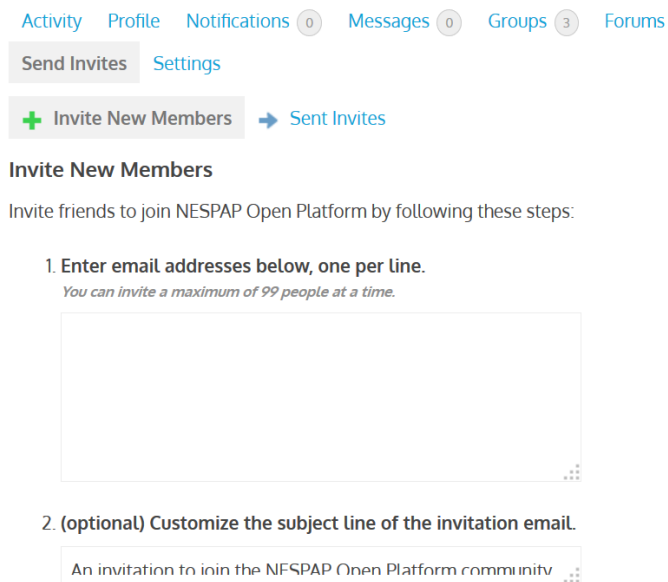 Activity Profile Notifications 0 Messages 0 Groups 3 Forums
Send Invites Settings
Invite New Members Sent Invites
Invite New Members
Invite friends to join NESPAP Open Platform by following these steps:
1. Enter email addresses below, one per line.
You can invite a maximum of 99 people at a time.
2. (optional) Customize the subject line of the invitation email.
An invitation to join the NESPAP Open Platform community